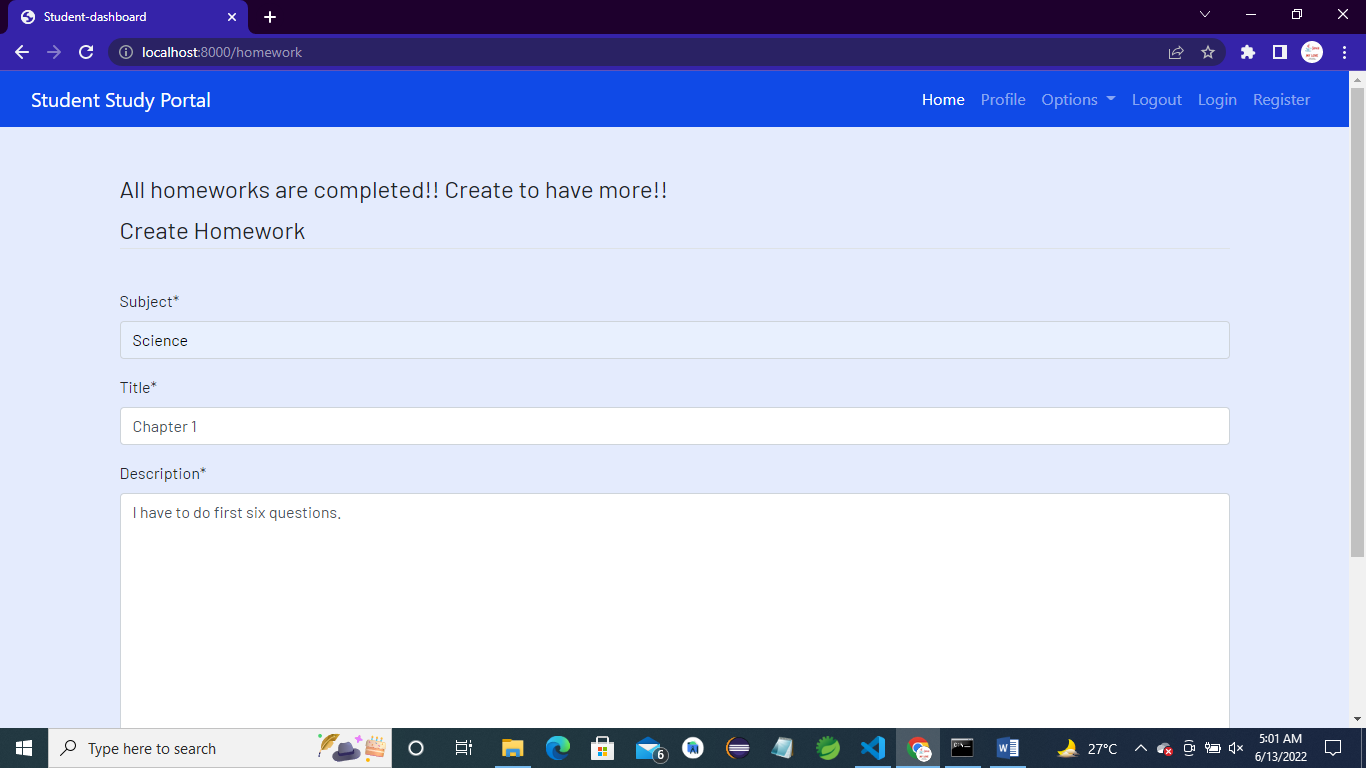 Student-dashboard
localhost:8000/homework
Student Study Portal
Home Profile Options Logout Login Register
All homeworks are completed!! Create to have more!!
Create Homework
Subject*
Science
Title*
Chapter 1
Description*
I have to do first six questions.
Type here to search
6
27°C
5:01 AM
6/13/2022